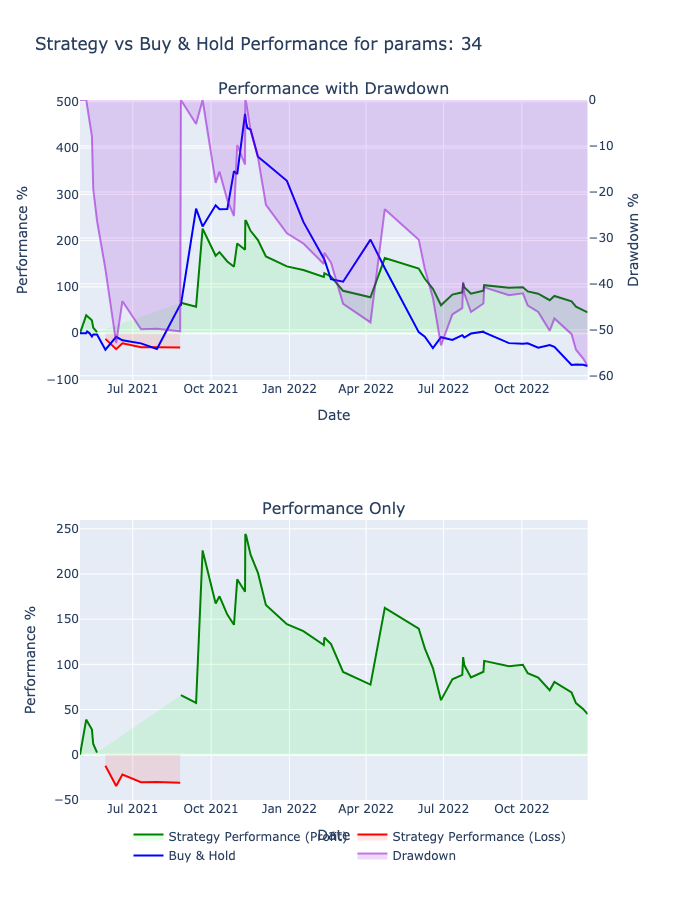 Strategy vs Buy & Hold Performance for params: 34
Performance with Drawdown
500
400
300
200
100
0
−100
0
−10
−20
−30
−40
−50
−60
Performance %
Drawdown %
Jul 2021
Oct 2021
Jan 2022
Apr 2022
Jul 2022
Oct 2022
Date
Performance Only
250
200
150
100
50
0
−50
Performance %
Jul 2021
Oct 2021
Jan 2022
Apr 2022
Jul 2022
Oct 2022
Date
Strategy Performance (Profit)
Strategy Performance (Loss)
Buy & Hold
Drawdown